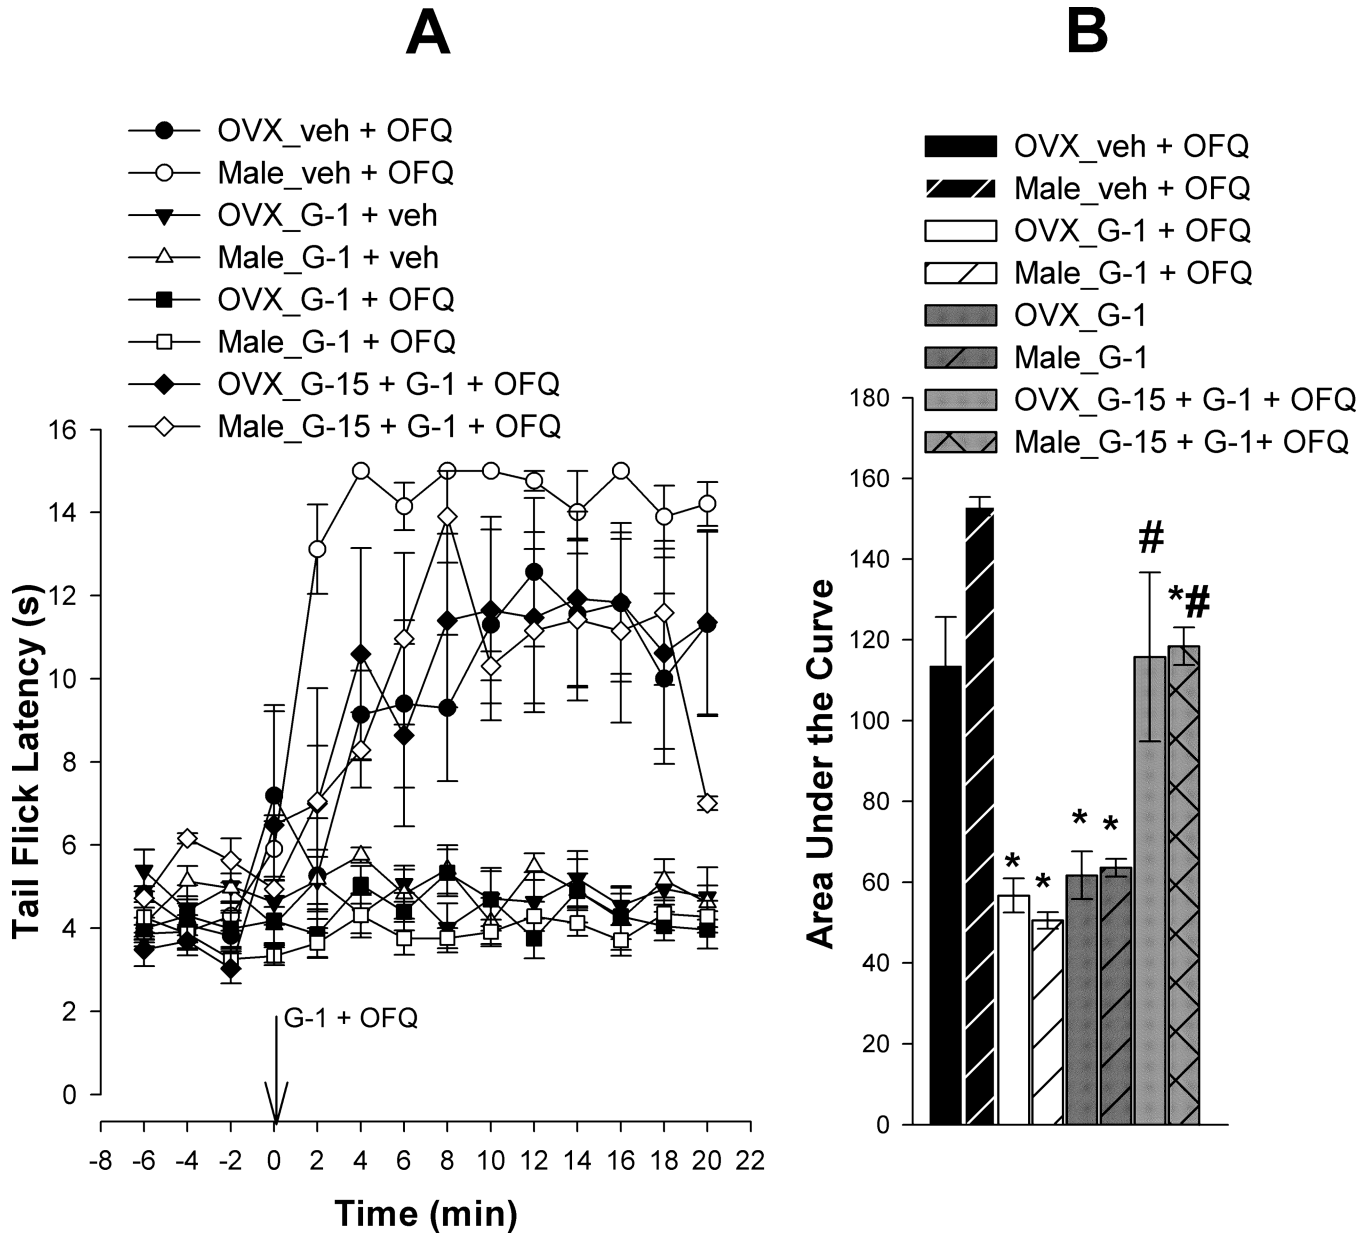 A
OVX_veh + OFQ
Male_veh + OFQ
OVX_G-1 + veh
Male_G-1 + veh
OVX_G-1 + OFQ
Male_G-1 + OFQ
OVX_G-15 + G-1 + OFQ
Male_G-15 + G-1 + OFQ
16
14
12
10
8
6
4
2
0
Tail Flick Latency (s)
G-1 + OFQ
-8 -6 -4 -2 0 2 4 6 8 10 12 14 16 18 20 22
Time (min)
B
OVX_veh + OFQ
Male_veh + OFQ
OVX_G-1 + OFQ
Male_G-1 + OFQ
OVX_G-1
Male_G-1
OVX_G-15 + G-1 + OFQ
Male_G-15 + G-1+ OFQ
180
160
140
120
100
80
60
40
20
0
Area Under the Curve
*
*
*
*
#
*#